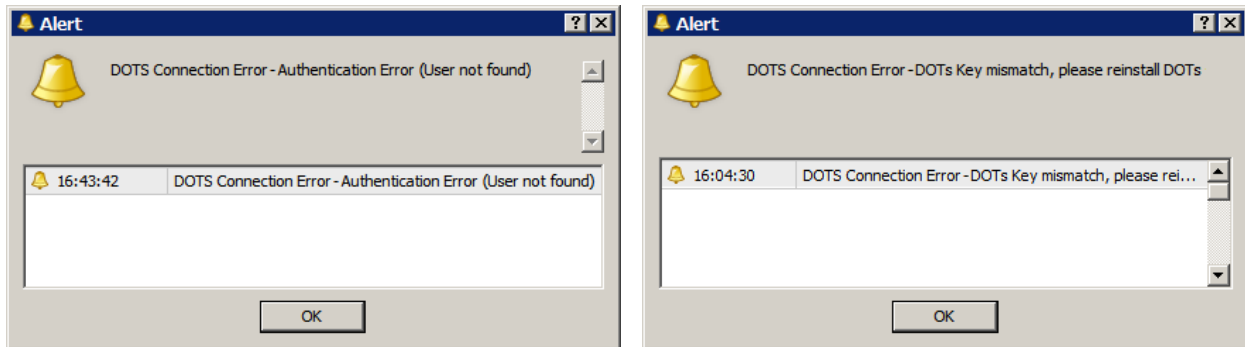 Alert
DOTS Connection Error - Authentication Error (User not found)
16:43:42 DOTS Connection Error - Authentication Error (User not found)
OK
Alert
DOTS Connection Error - DOTs Key mismatch, please reinstall DOTs
16:04:30 DOTS Connection Error - DOTs Key mismatch, please rei...
OK